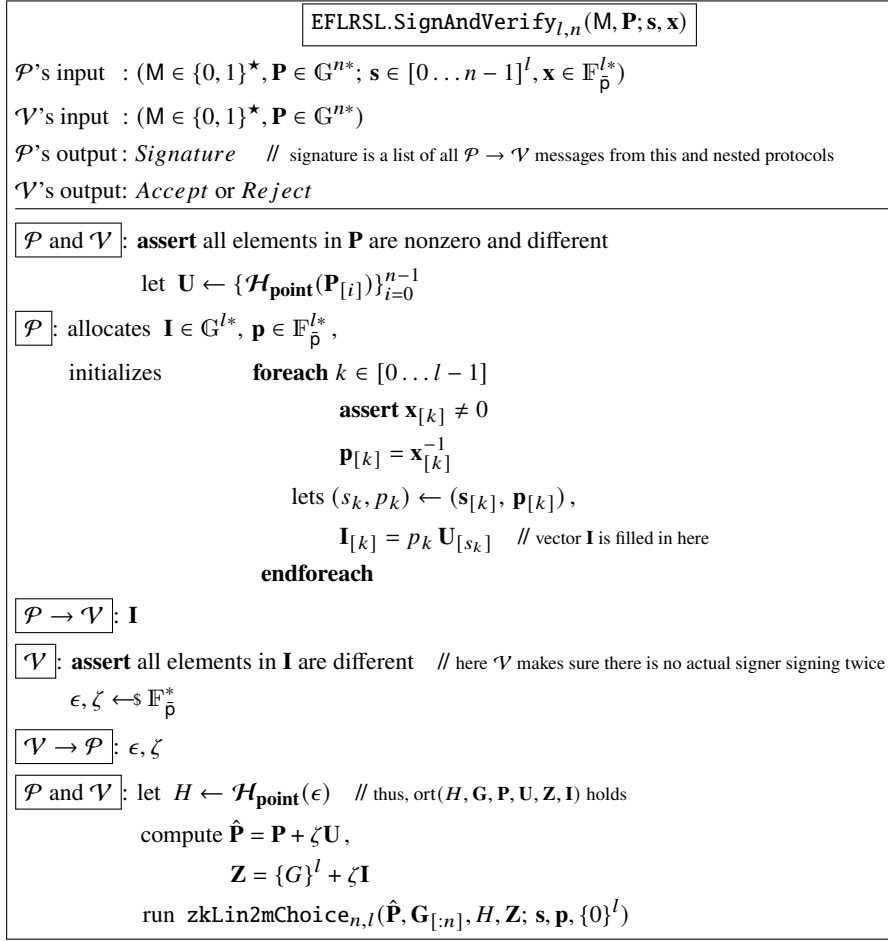 EFLRSL.SignAndVerify_{l,n}(M, P; s, x)
𝒫's input : (M ∈ {0, 1}^★, P ∈ 𝔾^{n*}; s ∈ [0 … n − 1]^l, x ∈ 𝔽_{p̄}^{l*})
𝒱's input : (M ∈ {0, 1}^★, P ∈ 𝔾^{n*})
𝒫's output : Signature // signature is a list of all 𝒫 → 𝒱 messages from this and nested protocols
𝒱's output: Accept or Reject
𝒫 and 𝒱 : assert all elements in P are nonzero and different
let U ← {ℋ_point(P_{[i]})}_{i=0}^{n−1}
𝒫 : allocates I ∈ 𝔾^{l*}, p ∈ 𝔽_{p̄}^{l*} ,
initializes foreach k ∈ [0 … l − 1]
assert x_{[k]} ≠ 0
p_{[k]} = x_{[k]}^{−1}
lets (s_k, p_k) ← (s_{[k]}, p_{[k]}) ,
I_{[k]} = p_k U_{[s_k]} // vector I is filled in here
endforeach
𝒫 → 𝒱 : I
𝒱 : assert all elements in I are different // here 𝒱 makes sure there is no actual signer signing twice
ϵ, ζ ←$ 𝔽_{p̄}^*
𝒱 → 𝒫 : ϵ, ζ
𝒫 and 𝒱 : let H ← ℋ_point(ϵ) // thus, ort(H, G, P, U, Z, I) holds
compute P̂ = P + ζU ,
Z = {G}^l + ζI
run zkLin2mChoice_{n,l}(P̂, G_{[:n]}, H, Z; s, p, {0}^l)